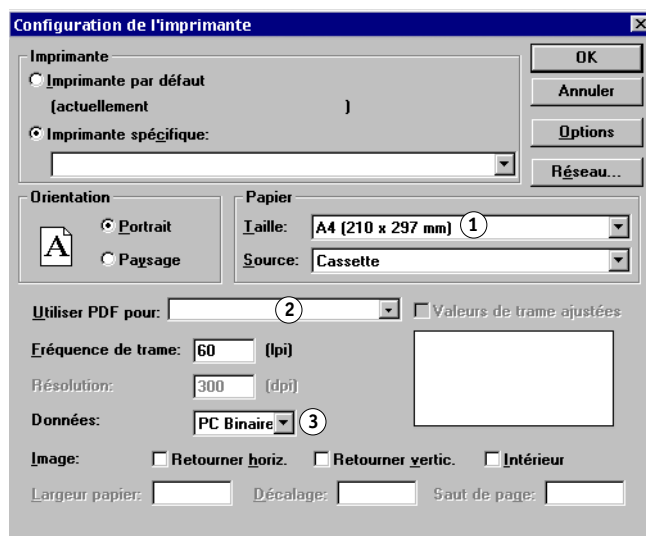 Configuration de l'imprimante
Imprimante
Imprimante par défaut
(actuellement )
Imprimante spécifique:
OK
Annuler
Options
Réseau...
Orientation
A
Portrait
Paysage
Papier
Taille: A4 (210 x 297 mm) 1
Source: Cassette
Utiliser PDF pour: 2 Valeurs de trame ajustées
Fréquence de trame: 60 (lpi)
Résolution: 300 (dpi)
Données: PC Binaire 3
Image: Retourner horiz. Retourner vertic. Intérieur
Largeur papier: Décalage: Saut de page: